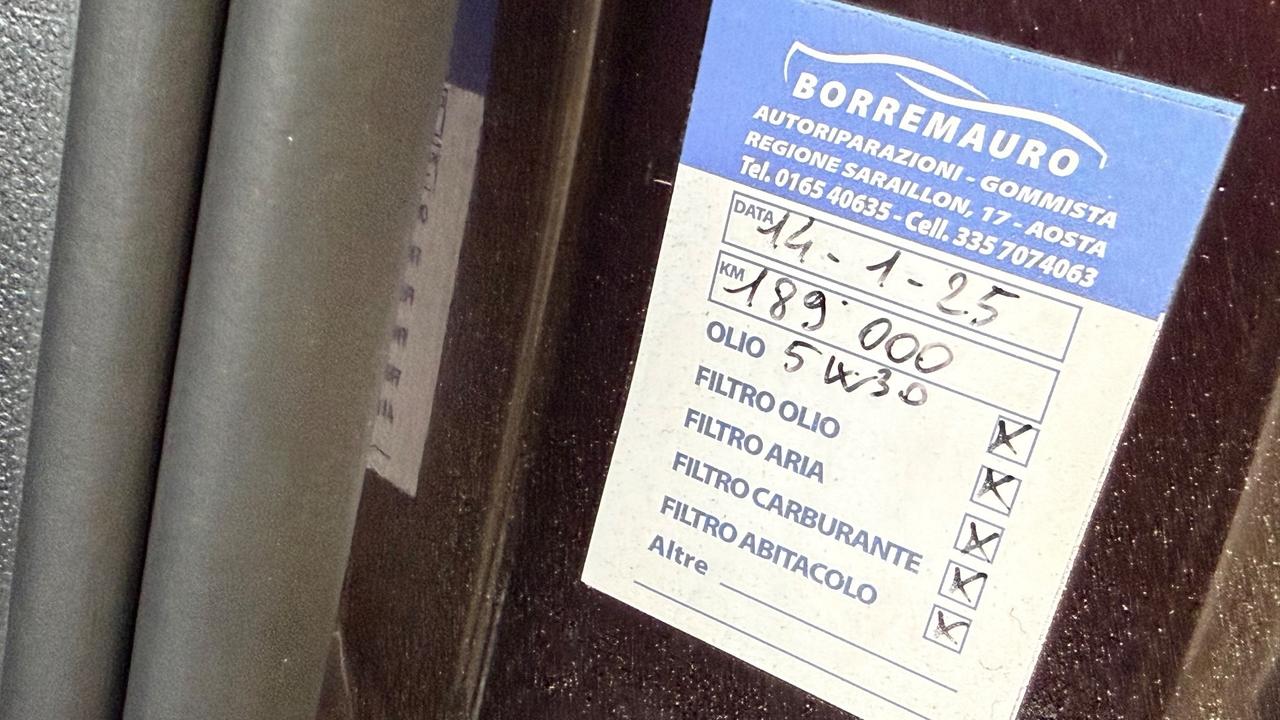 BORREMAURO
AUTORIPARAZIONI - GOMMISTA
REGIONE SARAILLON, 17 - AOSTA
Tel. 0165 40635 - Cell. 335 7074063
DATA 14-1-25
KM 189.000
OLIO 5W30
FILTRO OLIO
FILTRO ARIA
FILTRO CARBURANTE
FILTRO ABITACOLO
Altre